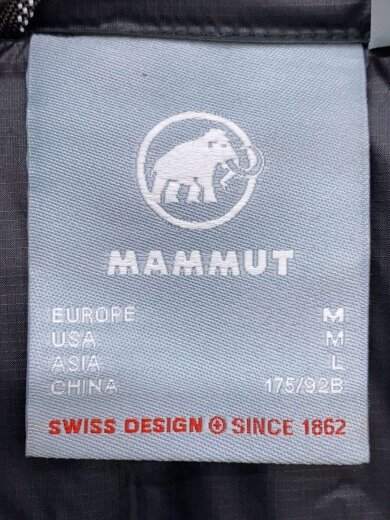 MAMMUT
EUROPE M
USA M
ASIA L
CHINA 175/92B
SWISS DESIGN SINCE 1862